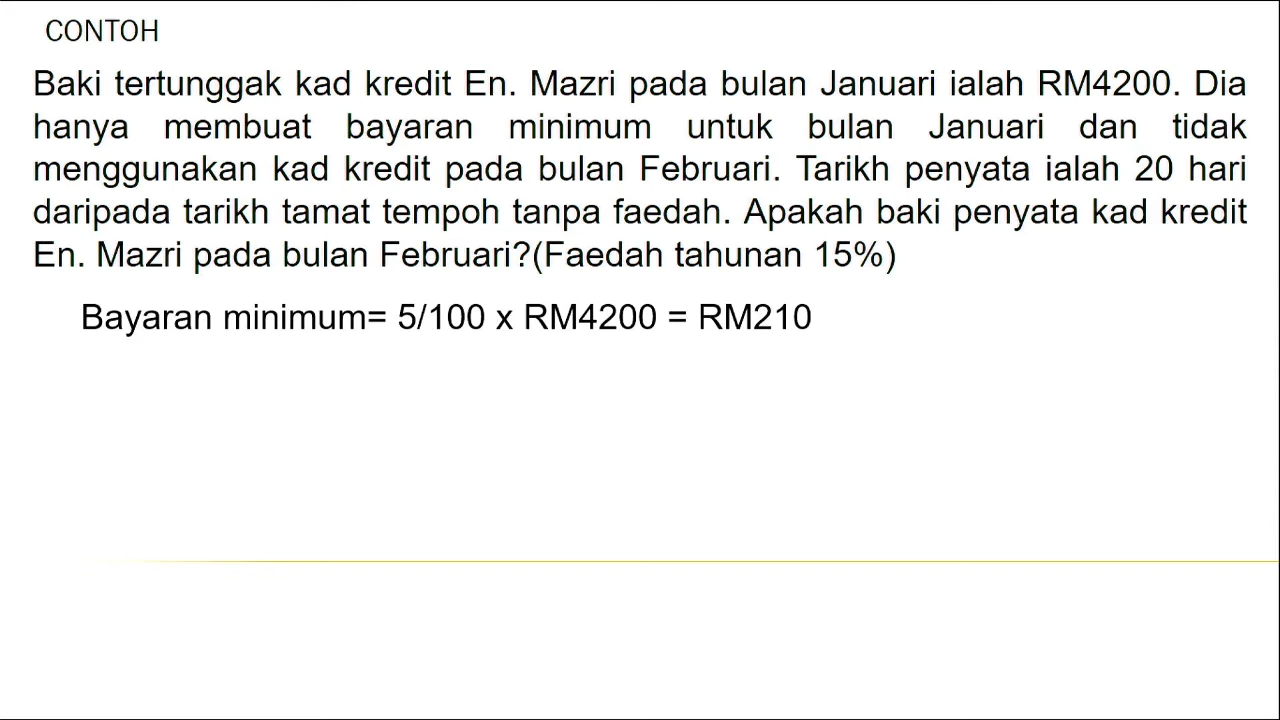 CONTOH
Baki tertunggak kad kredit En. Mazri pada bulan Januari ialah RM4200. Dia
hanya membuat bayaran minimum untuk bulan Januari dan tidak
menggunakan kad kredit pada bulan Februari. Tarikh penyata ialah 20 hari
daripada tarikh tamat tempoh tanpa faedah. Apakah baki penyata kad kredit
En. Mazri pada bulan Februari?(Faedah tahunan 15%)
Bayaran minimum= 5/100 x RM4200 = RM210